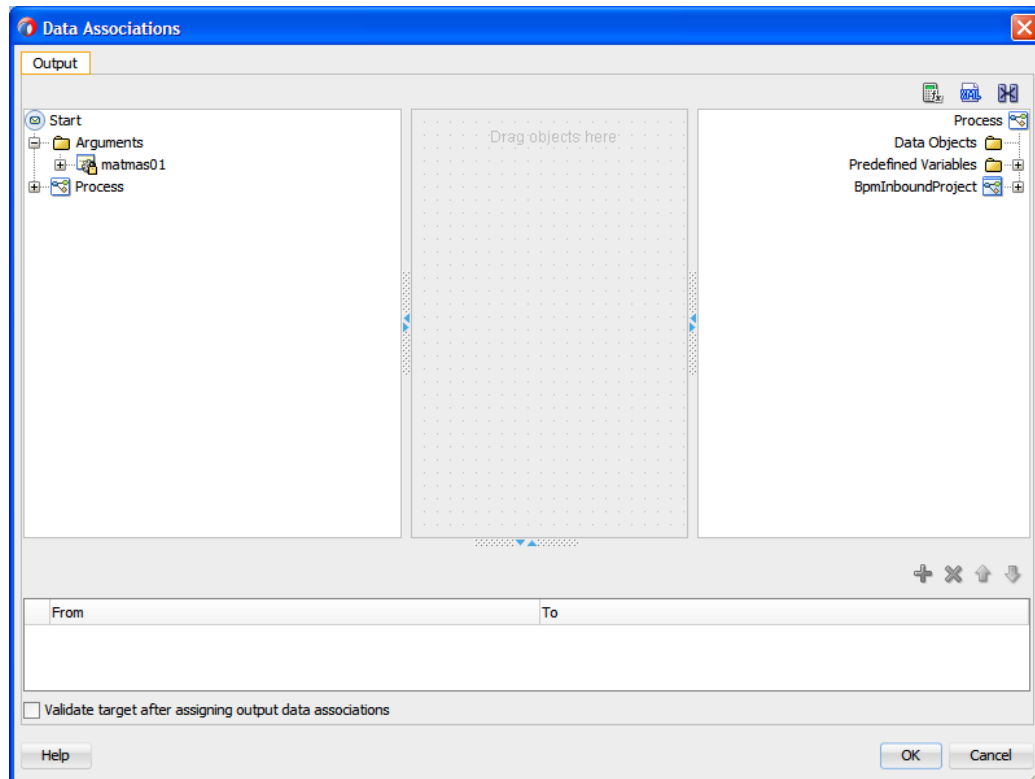 Data Associations
Output
Start
Arguments
matmas01
Process
Drag objects here
Process
Data Objects
Predefined Variables
BpmInboundProject
From To
Validate target after assigning output data associations
Help OK Cancel